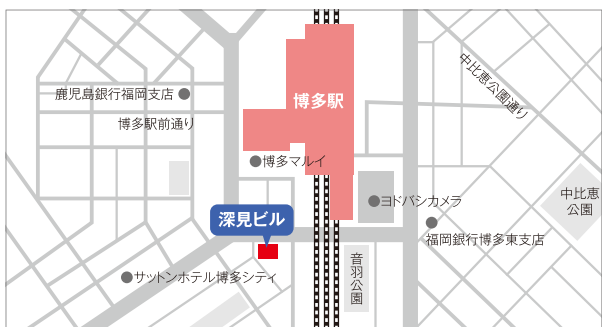 中比恵公園通り
鹿児島銀行福岡支店
博多駅
博多駅前通り
博多マルイ
ヨドバシカメラ
中比恵
公園
深見ビル
福岡銀行博多東支店
音羽公園
サットンホテル博多シティ